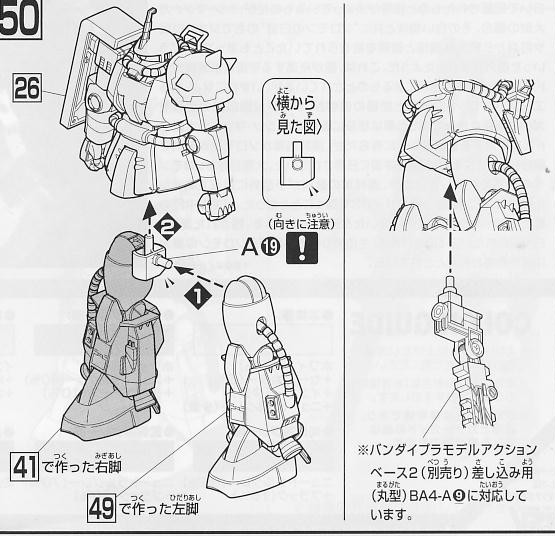 50
26
〈横から
見た図〉
(向きに注意)
2
A⑲ !
1
41で作った右脚
49で作った左脚
※バンダイプラモデルアクション
ベース2(別売り)差し込み用
(丸型)BA4-A❾に対応して
います。